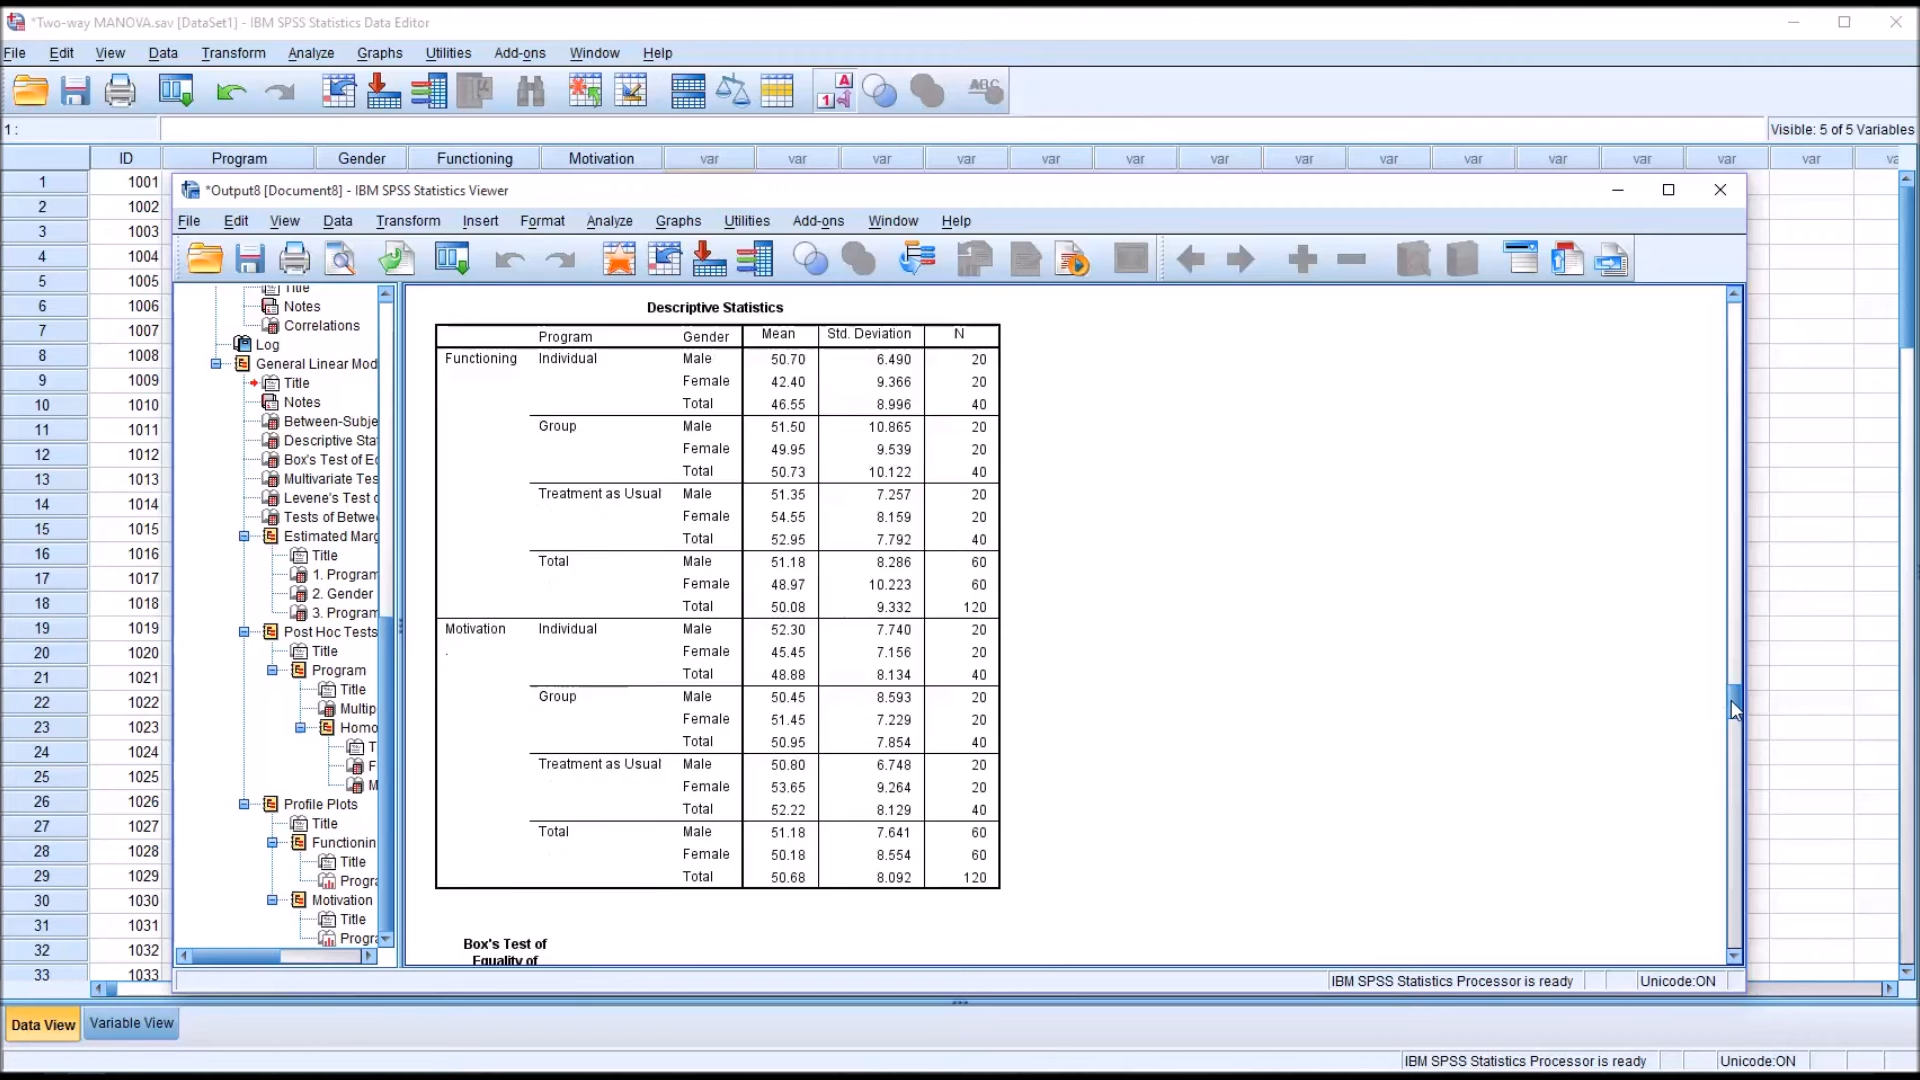 *Two-way MANOVA.sav [DataSet1] - IBM SPSS Statistics Data Editor
File Edit View Data Transform Analyze Graphs Utilities Add-ons Window Help
1 :
Visible: 5 of 5 Variables
ID Program Gender Functioning Motivation var var var var var var var var var var var var var var
1 1001
2 1002
3 1003
4 1004
5 1005
6 1006
7 1007
8 1008
9 1009
10 1010
11 1011
12 1012
13 1013
14 1014
15 1015
16 1016
17 1017
18 1018
19 1019
20 1020
21 1021
22 1022
23 1023
24 1024
25 1025
26 1026
27 1027
28 1028
29 1029
30 1030
31 1031
32 1032
33 1033
*Output8 [Document8] - IBM SPSS Statistics Viewer
File Edit View Data Transform Insert Format Analyze Graphs Utilities Add-ons Window Help
Title
Notes
Correlations
Log
General Linear Mod
Title
Notes
Between-Subje
Descriptive Sta
Box's Test of Eq
Multivariate Tes
Levene's Test o
Tests of Betwe
Estimated Marg
Title
1. Program
2. Gender
3. Program
Post Hoc Tests
Title
Program
Title
Multip
Homo
T
F
M
Profile Plots
Title
Functionin
Title
Progra
Motivation
Title
Progra
Descriptive Statistics
Program Gender Mean Std. Deviation N
Functioning Individual Male 50.70 6.490 20
Female 42.40 9.366 20
Total 46.55 8.996 40
Group Male 51.50 10.865 20
Female 49.95 9.539 20
Total 50.73 10.122 40
Treatment as Usual Male 51.35 7.257 20
Female 54.55 8.159 20
Total 52.95 7.792 40
Total Male 51.18 8.286 60
Female 48.97 10.223 60
Total 50.08 9.332 120
Motivation Individual Male 52.30 7.740 20
Female 45.45 7.156 20
Total 48.88 8.134 40
Group Male 50.45 8.593 20
Female 51.45 7.229 20
Total 50.95 7.854 40
Treatment as Usual Male 50.80 6.748 20
Female 53.65 9.264 20
Total 52.22 8.129 40
Total Male 51.18 7.641 60
Female 50.18 8.554 60
Total 50.68 8.092 120
Box's Test of
Equality of
IBM SPSS Statistics Processor is ready Unicode:ON
Data View Variable View
IBM SPSS Statistics Processor is ready Unicode:ON